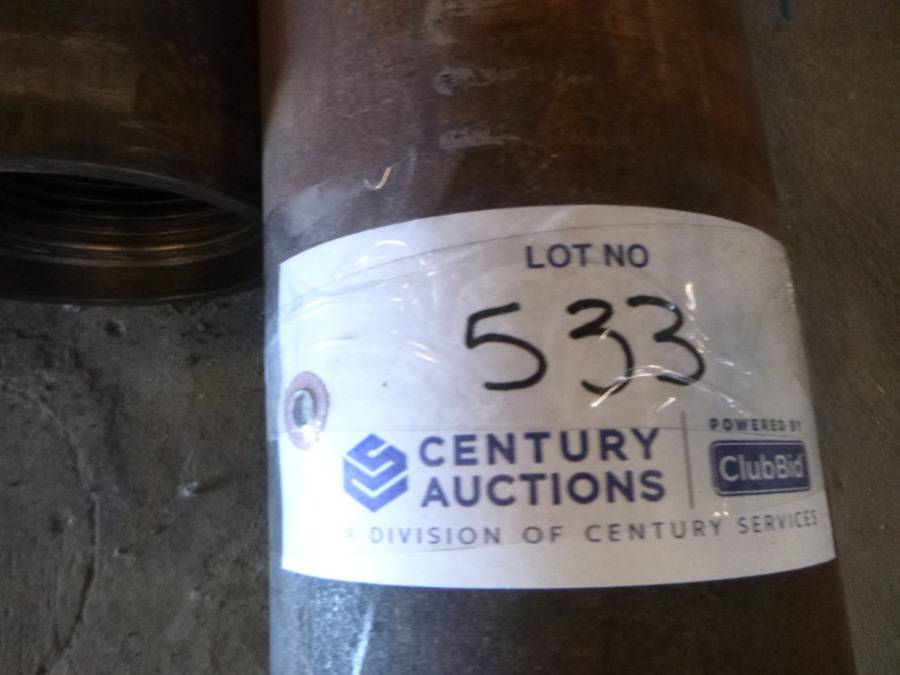 LOT NO
533
CENTURY
AUCTIONS
POWERED BY
ClubBid
A DIVISION OF CENTURY SERVICES